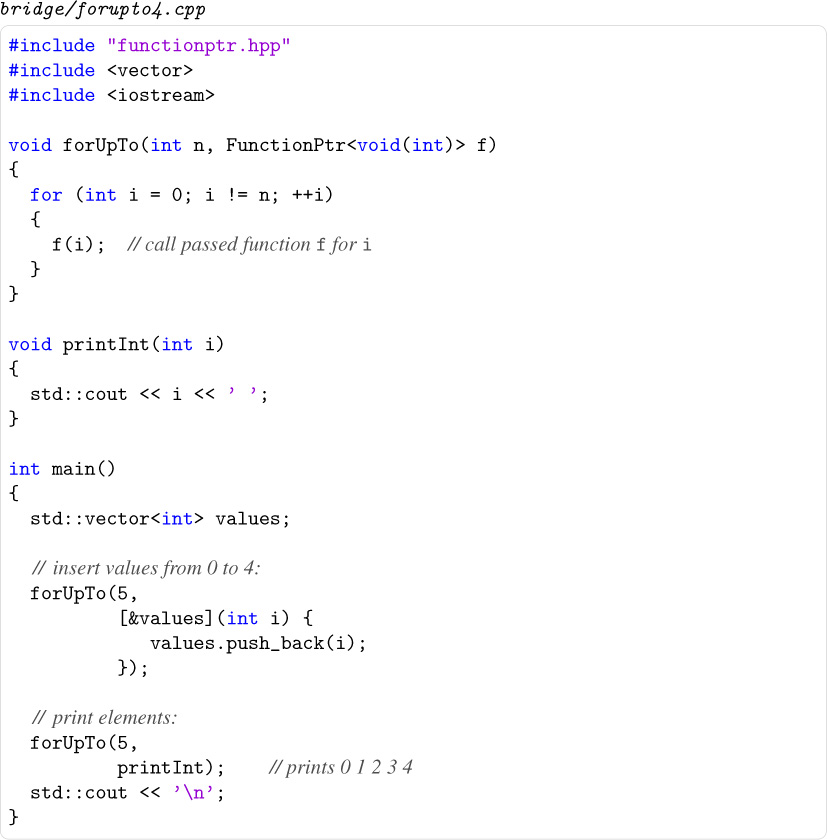 bridge/forupto4.cpp
#include "functionptr.hpp"
#include <vector>
#include <iostream>

void forUpTo(int n, FunctionPtr<void(int)> f)
{
  for (int i = 0; i != n; ++i)
  {
    f(i);  // call passed function f for i
  }
}

void printInt(int i)
{
  std::cout << i << ' ';
}

int main()
{
  std::vector<int> values;

  // insert values from 0 to 4:
  forUpTo(5,
          [&values](int i) {
             values.push_back(i);
          });

  // print elements:
  forUpTo(5,
          printInt);    // prints 0 1 2 3 4
  std::cout << '\n';
}